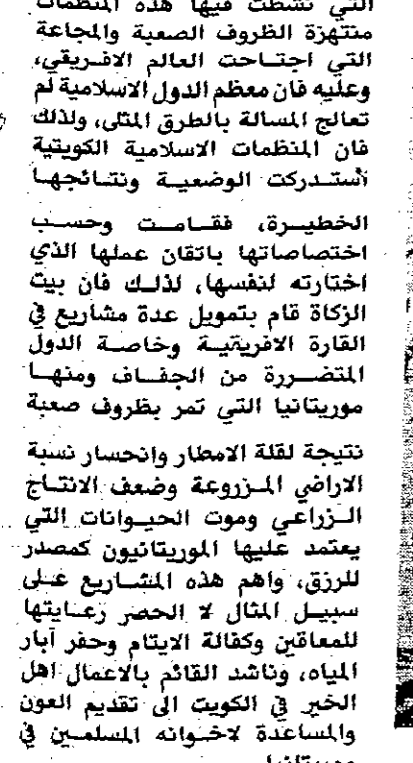 التي نشطت فيها هذه المنظمات
منتهزة الظروف الصعبة والمجاعة
التي اجتاحت العالم الافريقي،
وعليه فان معظم الدول الاسلامية لم
تعالج المسالة بالطرق المثلى، ولذلك
فان المنظمات الاسلامية الكويتية
أستدركت الوضعية ونتائجها
الخطيرة، فقامت وحسب
اختصاصاتها باتقان عملها الذي
اختارته لنفسها، لذلك فان بيت
الزكاة قام بتمويل عدة مشاريع في
القارة الافريقية وخاصة الدول
المتضررة من الجفاف ومنها
موريتانيا التي تمر بظروف صعبة
نتيجة لقلة الامطار وانحسار نسبة
الاراضي المزروعة وضعف الانتاج
الزراعي وموت الحيوانات التي
يعتمد عليها الموريتانيون كمصدر
للرزق، واهم هذه المشاريع على
سبيل المثال لا الحصر رعايتها
للمعاقين وكفالة الايتام وحفر آبار
المياه، وناشد القائم بالاعمال اهل
الخير في الكويت الى تقديم العون
والمساعدة لاخوانه المسلمين في
موريتانيا